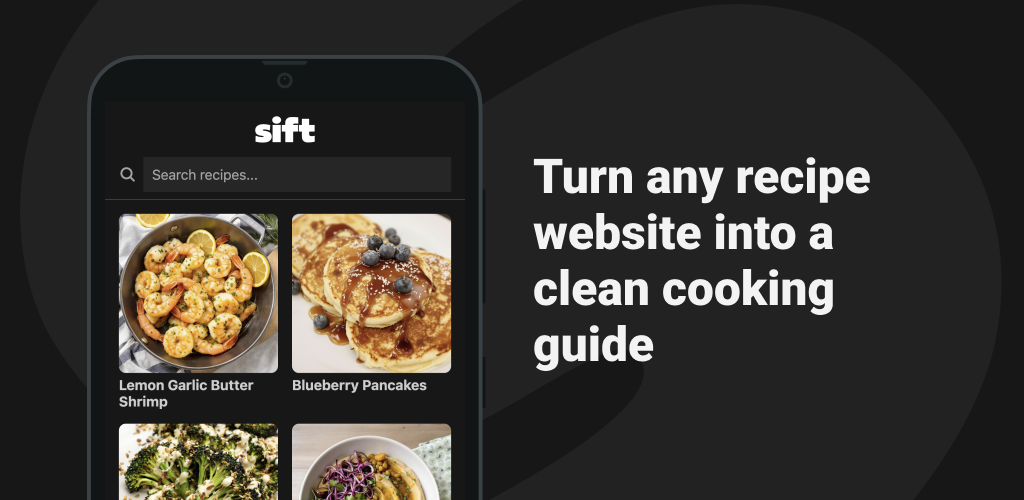 sift
Search recipes...
Lemon Garlic Butter
Shrimp
Blueberry Pancakes
Turn any recipe
website into a
clean cooking
guide